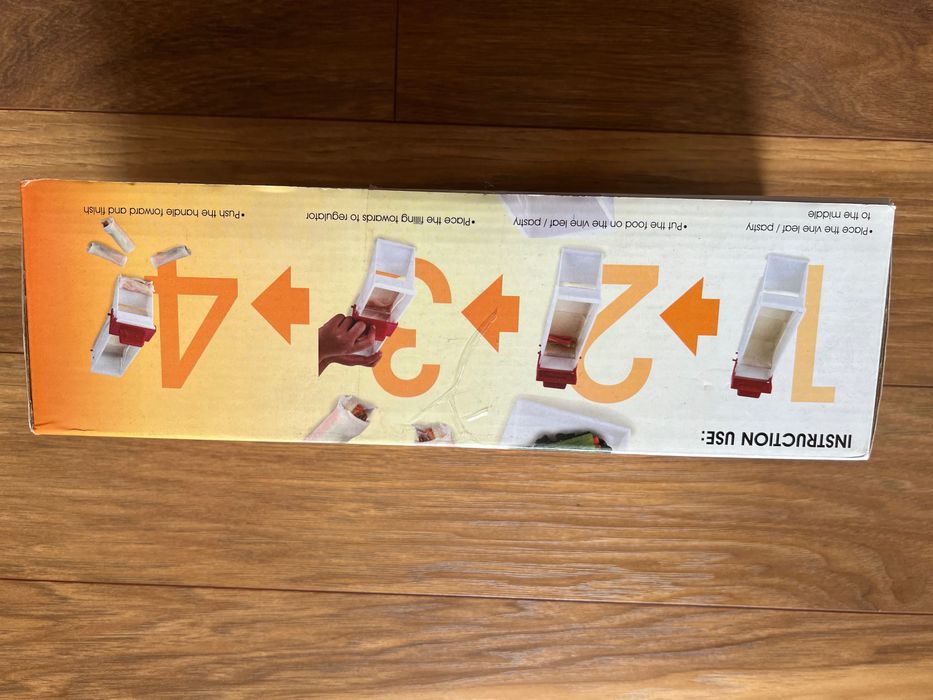 INSTRUCTION USE:
1
•Place the vine leaf / pastry
to the middle
2
•Put the food on the vine leaf / pastry
3
•Place the filling fowards to regulator
4
•Push the handle forward and finish